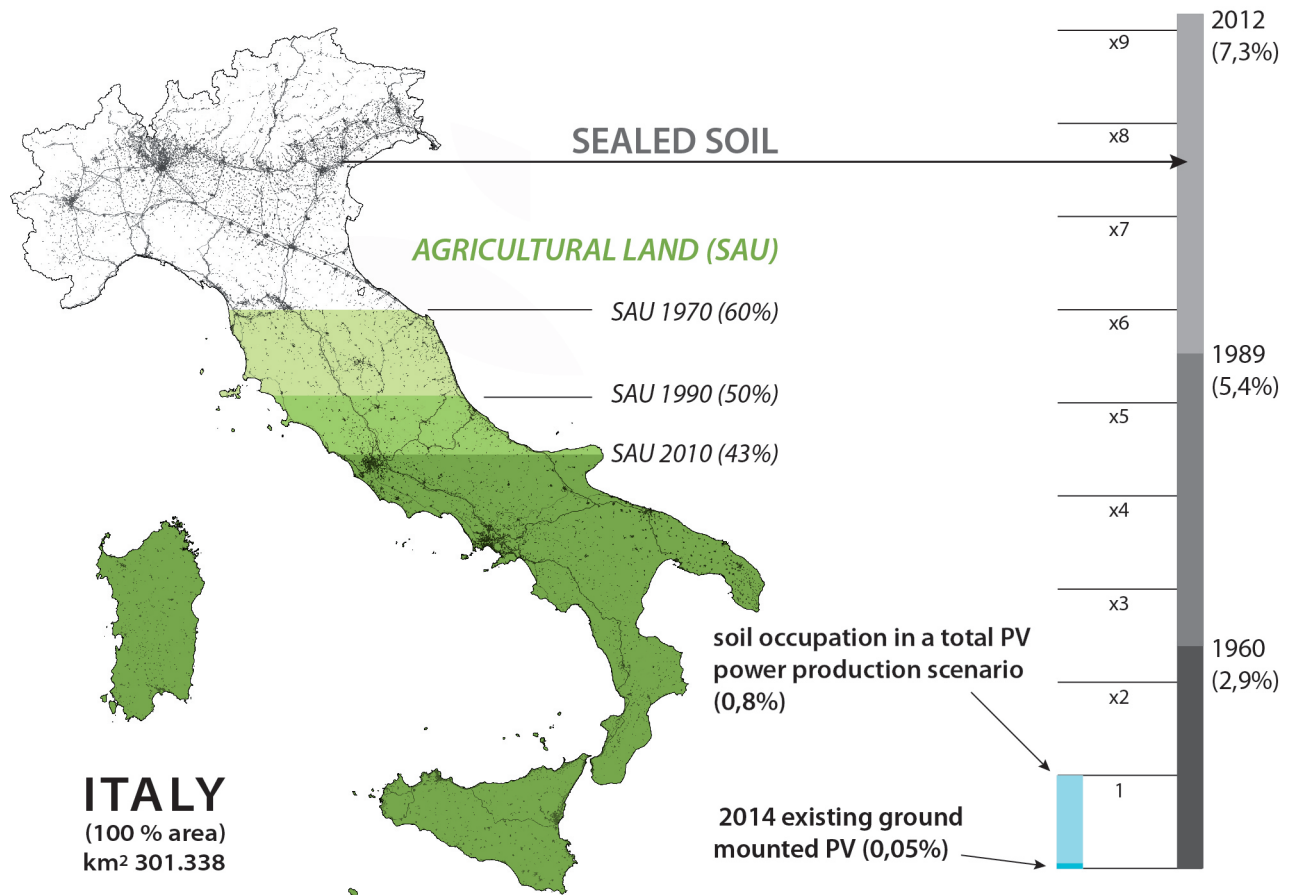 SEALED SOIL
AGRICULTURAL LAND (SAU)
SAU 1970 (60%)
SAU 1990 (50%)
SAU 2010 (43%)
ITALY
(100 % area)
km² 301.338
soil occupation in a total PV
power production scenario
(0,8%)
2014 existing ground
mounted PV (0,05%)
x9
x8
x7
x6
x5
x4
x3
x2
1
2012
(7,3%)
1989
(5,4%)
1960
(2,9%)